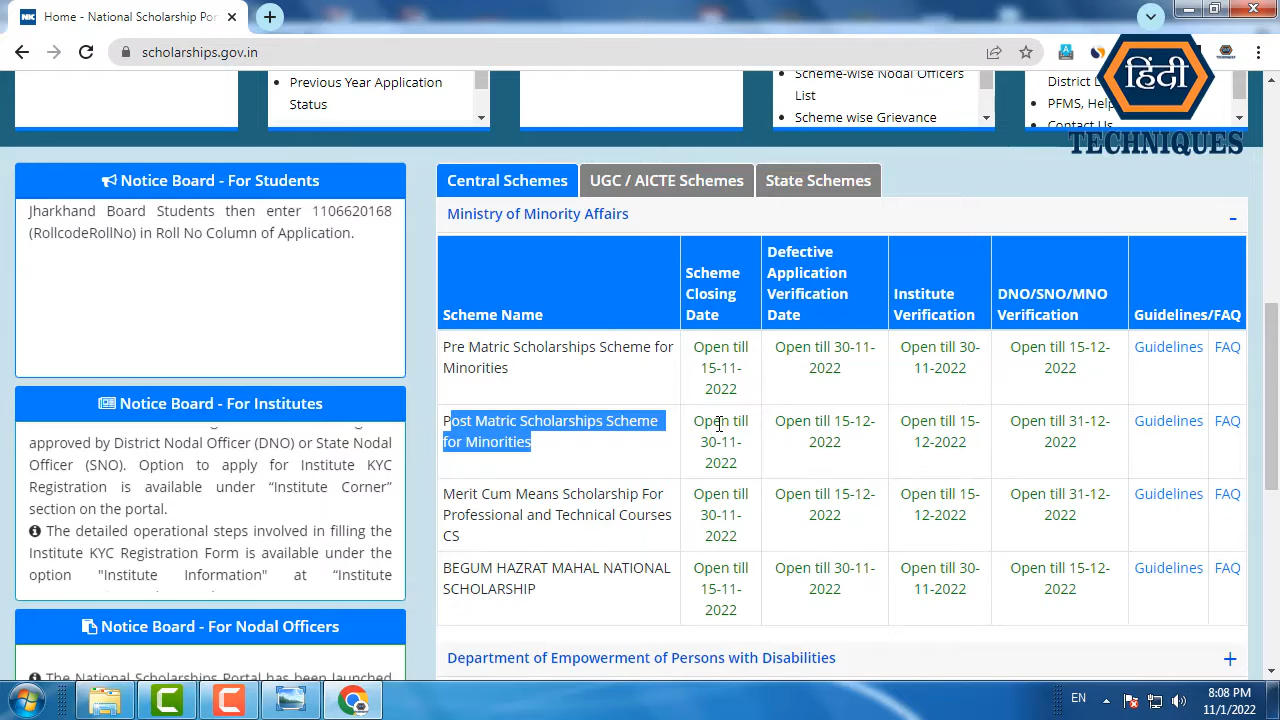 Home - National Scholarship Por
scholarships.gov.in
हिंदी
TECHNIQUES
Previous Year Application
Status
Scheme-wise Nodal Officers
List
Scheme wise Grievance
District L
PFMS, Help
Contact Us
Notice Board - For Students
Jharkhand Board Students then enter 1106620168
(RollcodeRollNo) in Roll No Column of Application.
Notice Board - For Institutes
approved by District Nodal Officer (DNO) or State Nodal
Officer (SNO). Option to apply for Institute KYC
Registration is available under “Institute Corner”
section on the portal.
The detailed operational steps involved in filling the
Institute KYC Registration Form is available under the
option "Institute Information" at “Institute
Notice Board - For Nodal Officers
The National Scholarships Portal has been launched
Central Schemes UGC / AICTE Schemes State Schemes
Ministry of Minority Affairs -
Scheme Name
Scheme
Closing
Date
Defective
Application
Verification
Date
Institute
Verification
DNO/SNO/MNO
Verification
Guidelines/FAQ
Pre Matric Scholarships Scheme for
Minorities
Open till
15-11-
2022
Open till 30-11-
2022
Open till 30-
11-2022
Open till 15-12-
2022
Guidelines FAQ
Post Matric Scholarships Scheme
for Minorities
Open till
30-11-
2022
Open till 15-12-
2022
Open till 15-
12-2022
Open till 31-12-
2022
Guidelines FAQ
Merit Cum Means Scholarship For
Professional and Technical Courses
CS
Open till
30-11-
2022
Open till 15-12-
2022
Open till 15-
12-2022
Open till 31-12-
2022
Guidelines FAQ
BEGUM HAZRAT MAHAL NATIONAL
SCHOLARSHIP
Open till
15-11-
2022
Open till 30-11-
2022
Open till 30-
11-2022
Open till 15-12-
2022
Guidelines FAQ
Department of Empowerment of Persons with Disabilities +
EN
8:08 PM
11/1/2022